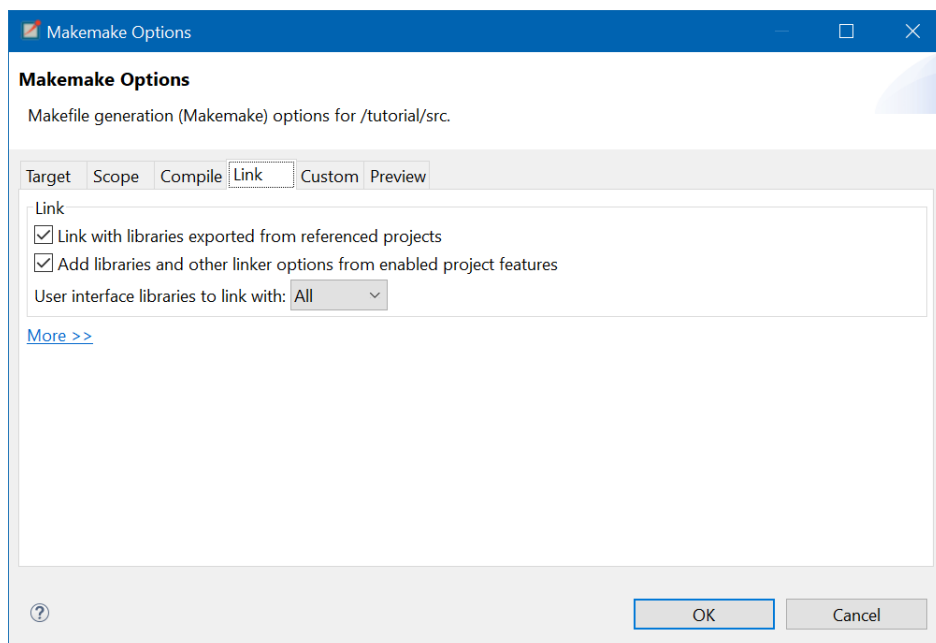 Makemake Options
Makemake Options
Makefile generation (Makemake) options for /tutorial/src.
Target Scope Compile Link Custom Preview
Link
Link with libraries exported from referenced projects
Add libraries and other linker options from enabled project features
User interface libraries to link with: All
More >>
? OK Cancel